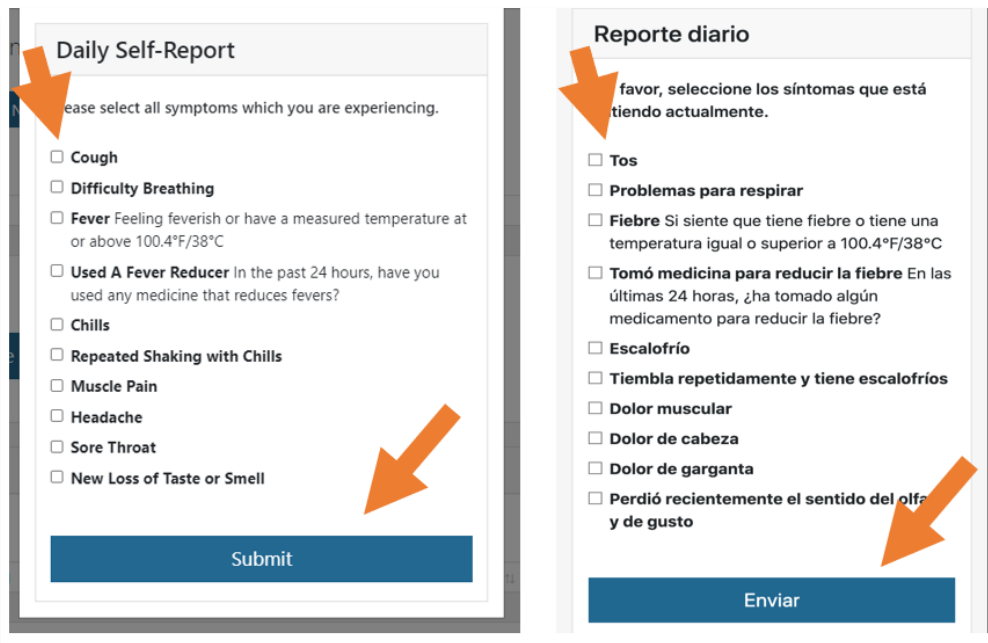 Daily Self-Report
ease select all symptoms which you are experiencing.
Cough
Difficulty Breathing
Fever Feeling feverish or have a measured temperature at
or above 100.4°F/38°C
Used A Fever Reducer In the past 24 hours, have you
used any medicine that reduces fevers?
Chills
Repeated Shaking with Chills
Muscle Pain
Headache
Sore Throat
New Loss of Taste or Smell
Submit
Reporte diario
favor, seleccione los síntomas que está
tiendo actualmente.
Tos
Problemas para respirar
Fiebre Si siente que tiene fiebre o tiene una
temperatura igual o superior a 100.4°F/38°C
Tomó medicina para reducir la fiebre En las
últimas 24 horas, ¿ha tomado algún
medicamento para reducir la fiebre?
Escalofrío
Tiembla repetidamente y tiene escalofríos
Dolor muscular
Dolor de cabeza
Dolor de garganta
Perdió recientemente el sentido del olfa
y de gusto
Enviar